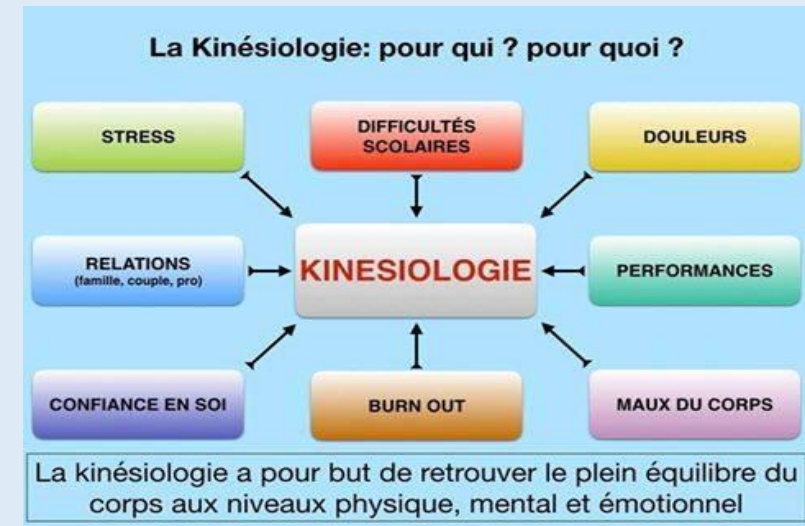 La Kinésiologie: pour qui ? pour quoi ?
STRESS
DIFFICULTÉS
SCOLAIRES
DOULEURS
RELATIONS
(famille, couple, pro)
KINESIOLOGIE
PERFORMANCES
CONFIANCE EN SOI
BURN OUT
MAUX DU CORPS
La kinésiologie a pour but de retrouver le plein équilibre du
corps aux niveaux physique, mental et émotionnel